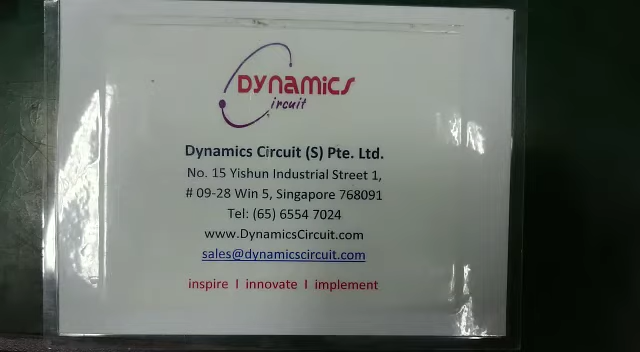 DYNAMICS
ircuit
Dynamics Circuit (S) Pte. Ltd.
No. 15 Yishun Industrial Street 1,
# 09-28 Win 5, Singapore 768091
Tel: (65) 6554 7024
www.DynamicsCircuit.com
sales@dynamicscircuit.com
inspire I innovate I implement